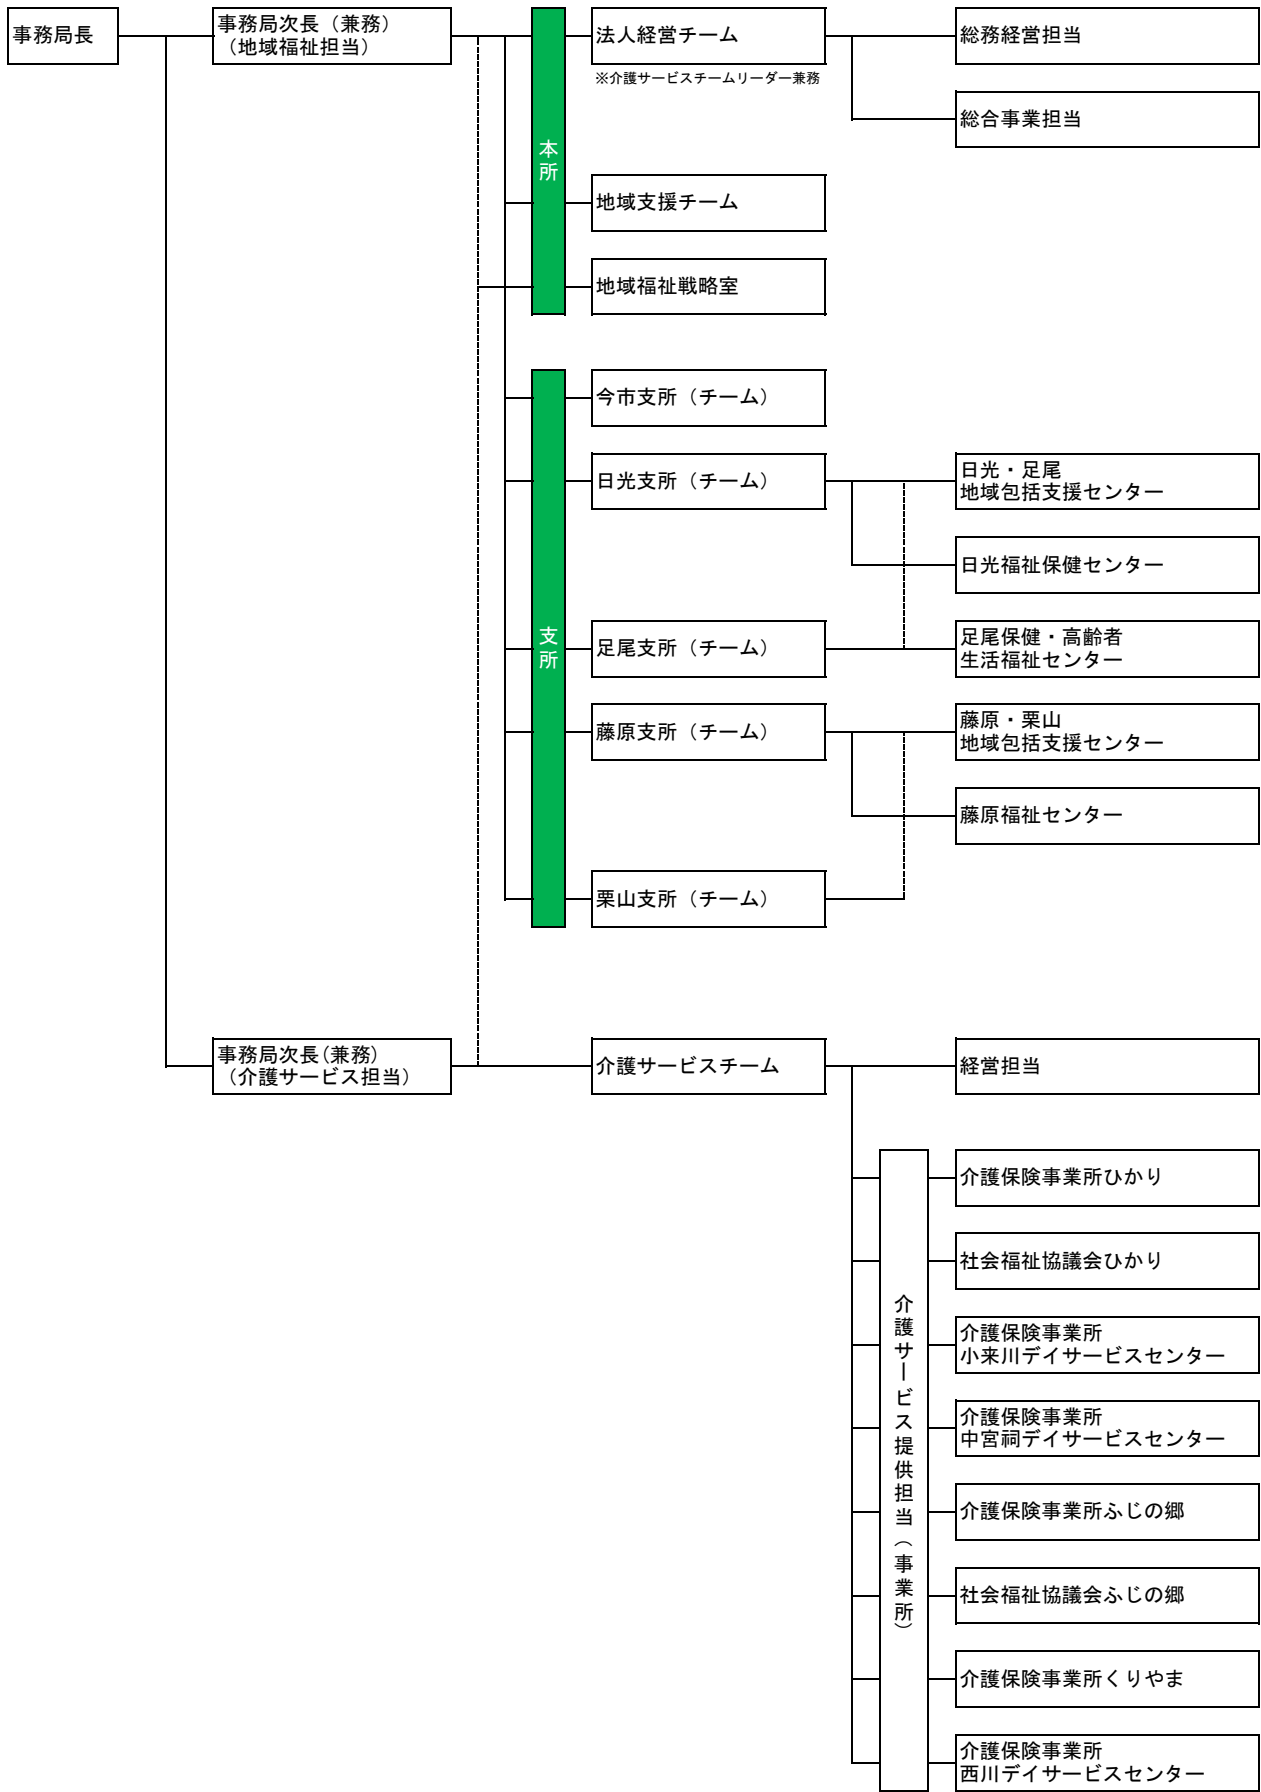 事務局長
事務局次長（兼務）
（地域福祉担当）
本所
法人経営チーム
※介護サービスチームリーダー兼務
総務経営担当
総合事業担当
地域支援チーム
地域福祉戦略室
支所
今市支所（チーム）
日光支所（チーム）
日光・足尾
地域包括支援センター
日光福祉保健センター
足尾支所（チーム）
足尾保健・高齢者
生活福祉センター
藤原支所（チーム）
藤原・栗山
地域包括支援センター
藤原福祉センター
栗山支所（チーム）
事務局次長(兼務)
（介護サービス担当）
介護サービスチーム
経営担当
介護サービス提供担当（事業所）
介護保険事業所ひかり
社会福祉協議会ひかり
介護保険事業所
小来川デイサービスセンター
介護保険事業所
中宮祠デイサービスセンター
介護保険事業所ふじの郷
社会福祉協議会ふじの郷
介護保険事業所くりやま
介護保険事業所
西川デイサービスセンター